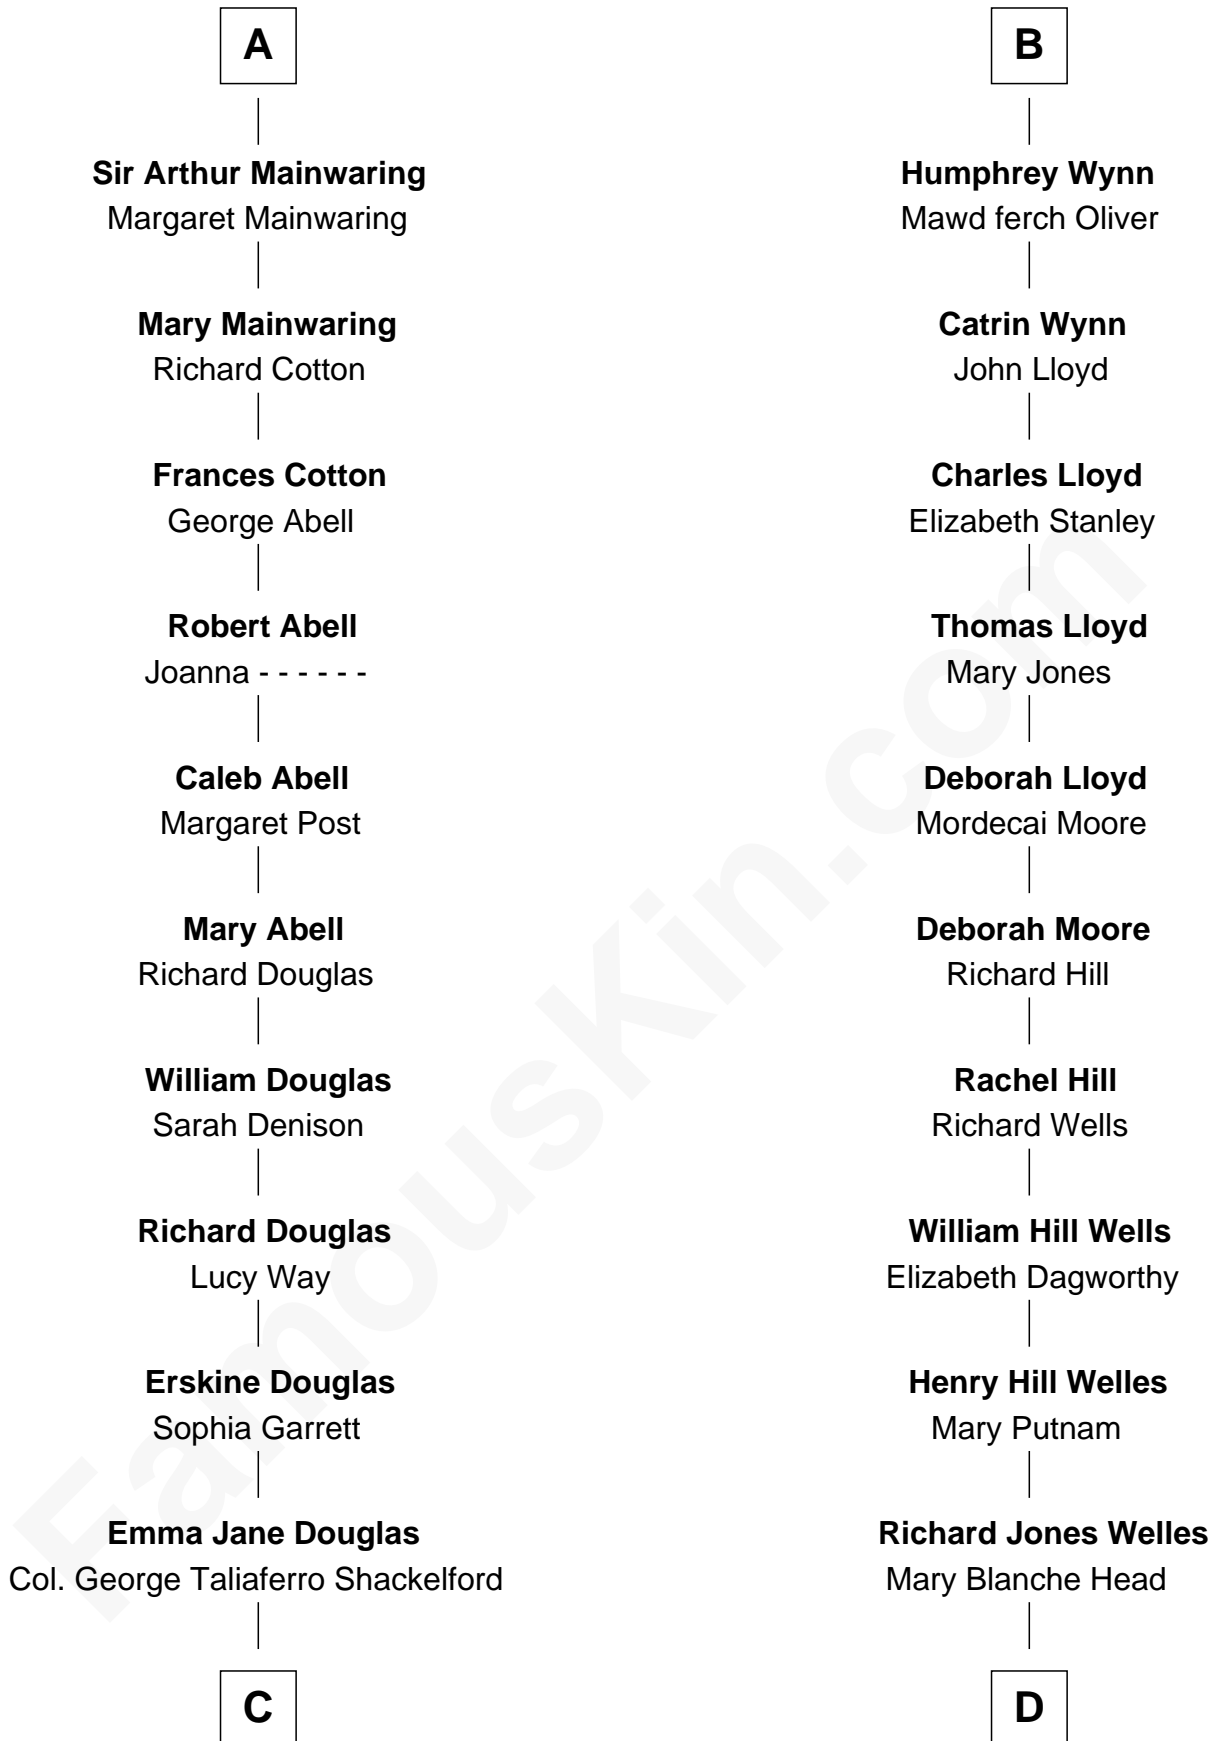 A
Sir Arthur Mainwaring
Margaret Mainwaring
Mary Mainwaring
Richard Cotton
Frances Cotton
George Abell
Robert Abell
Joanna - - - - - -
Caleb Abell
Margaret Post
Mary Abell
Richard Douglas
William Douglas
Sarah Denison
Richard Douglas
Lucy Way
Erskine Douglas
Sophia Garrett
Emma Jane Douglas
Col. George Taliaferro Shackelford
C
B
Humphrey Wynn
Mawd ferch Oliver
Catrin Wynn
John Lloyd
Charles Lloyd
Elizabeth Stanley
Thomas Lloyd
Mary Jones
Deborah Lloyd
Mordecai Moore
Deborah Moore
Richard Hill
Rachel Hill
Richard Wells
William Hill Wells
Elizabeth Dagworthy
Henry Hill Welles
Mary Putnam
Richard Jones Welles
Mary Blanche Head
D
FamousKin.com